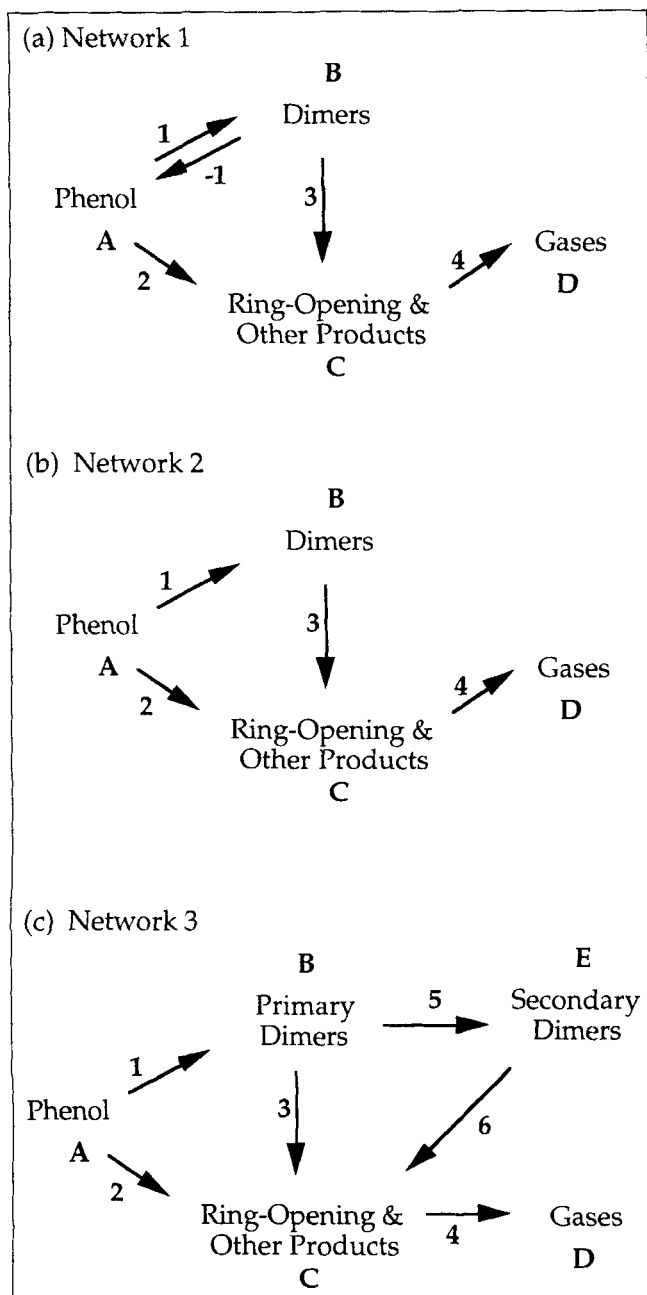 (a) Network 1
B
Dimers
1
-1
3
Phenol
A
2
4
Gases
D
Ring-Opening &
Other Products
C
(b) Network 2
B
Dimers
1
3
Phenol
A
2
4
Gases
D
Ring-Opening &
Other Products
C
(c) Network 3
B
E
Primary
Dimers
5
Secondary
Dimers
1
3
6
Phenol
A
2
Ring-Opening &
Other Products
4
Gases
C
D